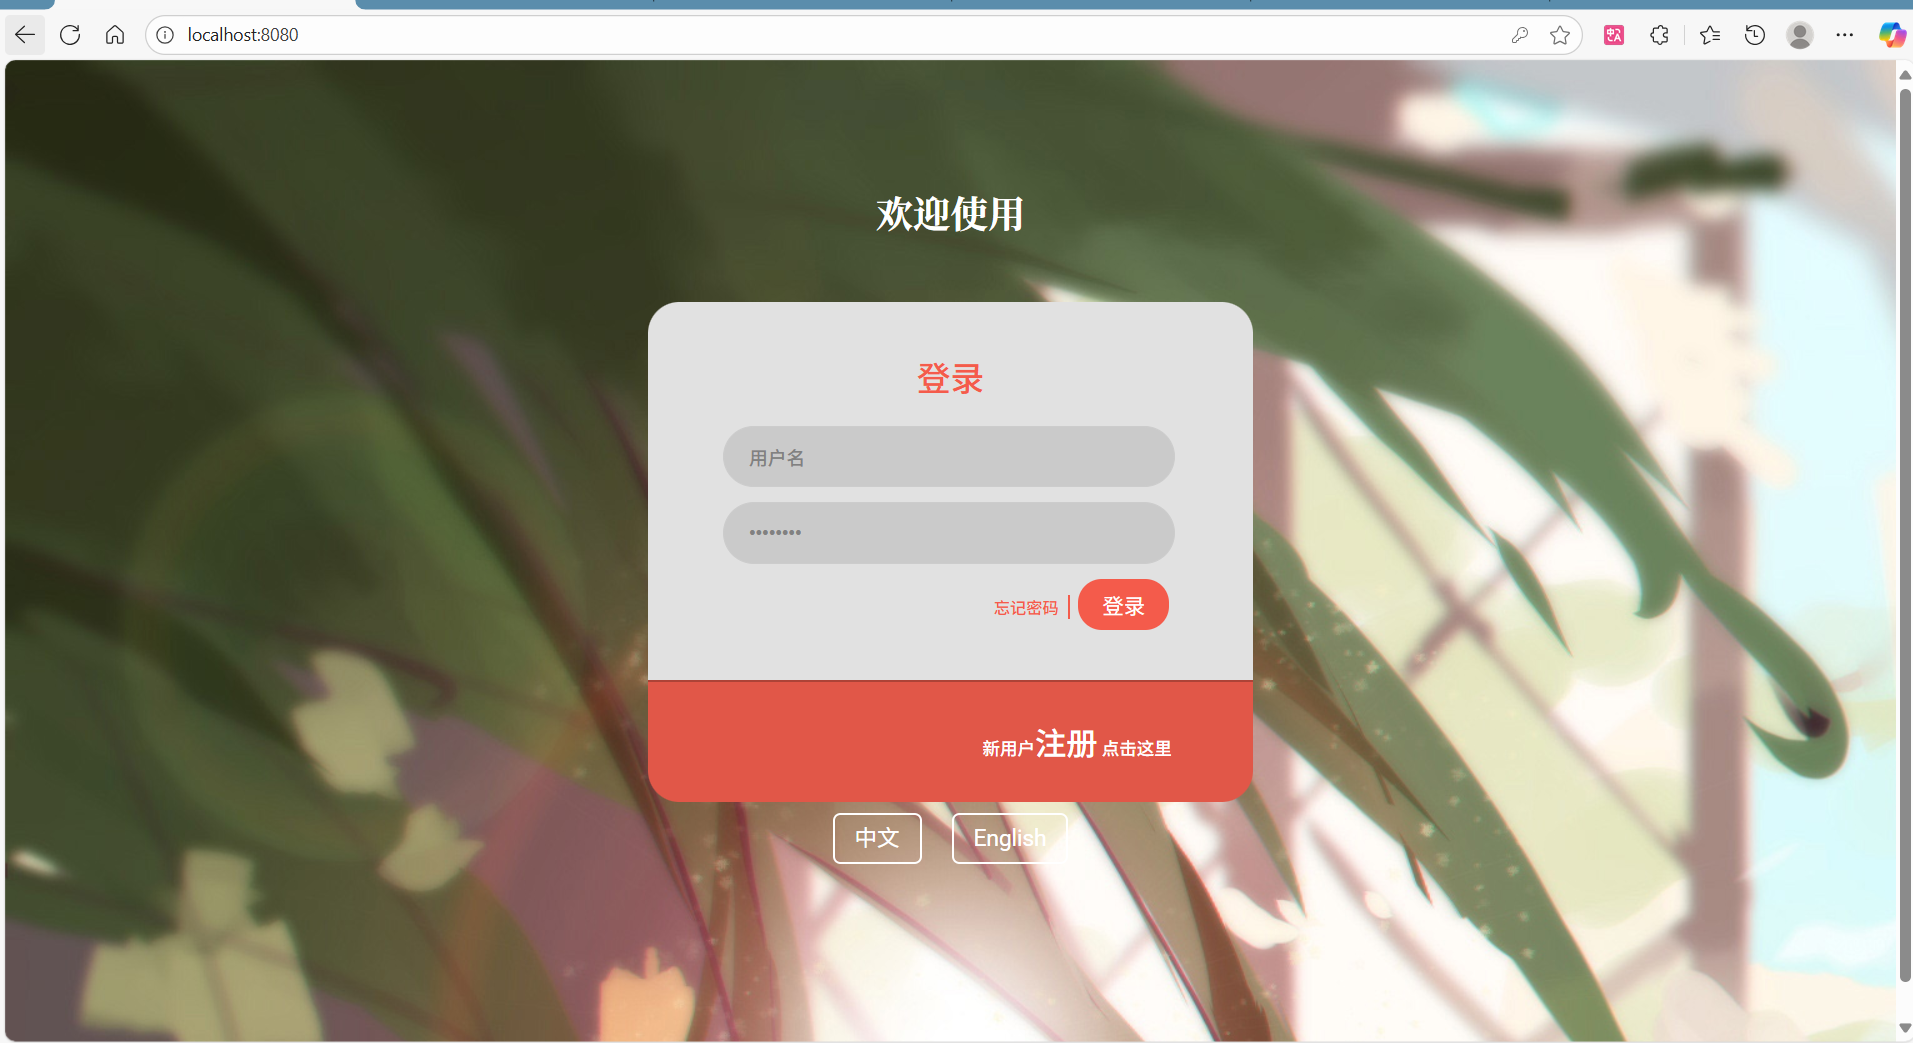 localhost:8080
欢迎使用
登录
用户名
••••••••
忘记密码 | 登录
新用户注册 点击这里
中文 English